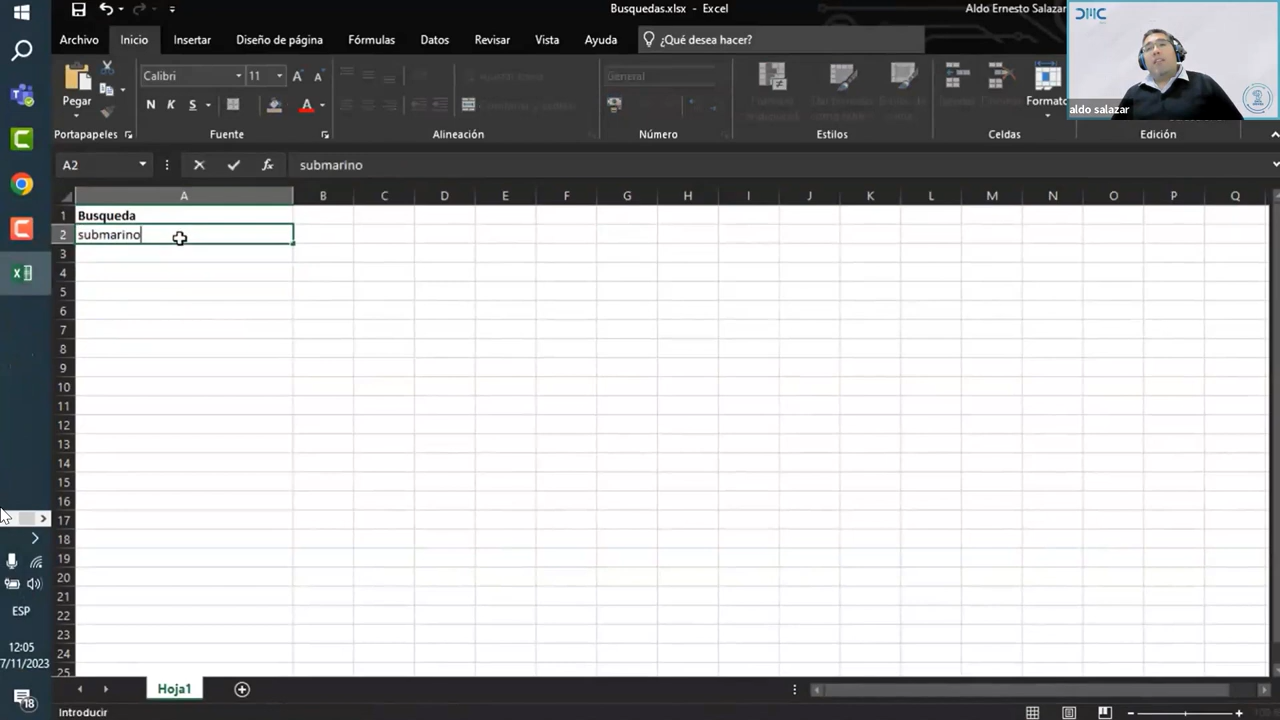 Busquedas.xlsx - Excel
Aldo Ernesto Salazar
DMC
Archivo Inicio Insertar Diseño de página Fórmulas Datos Revisar Vista Ayuda ¿Qué desea hacer?
Calibri 11
General
Pegar
N K S
A
Formato
aldo salazar
Portapapeles Fuente Alineación Número Estilos Celdas Edición
A2 fx submarino
A B C D E F G H I J K L M N O P Q
1 Busqueda
2 submarino
3
4
5
6
7
8
9
10
11
12
13
14
15
16
17
18
19
20
21
22
23
24
25
ESP
12:05
7/11/2023
18
Hoja1
Introducir